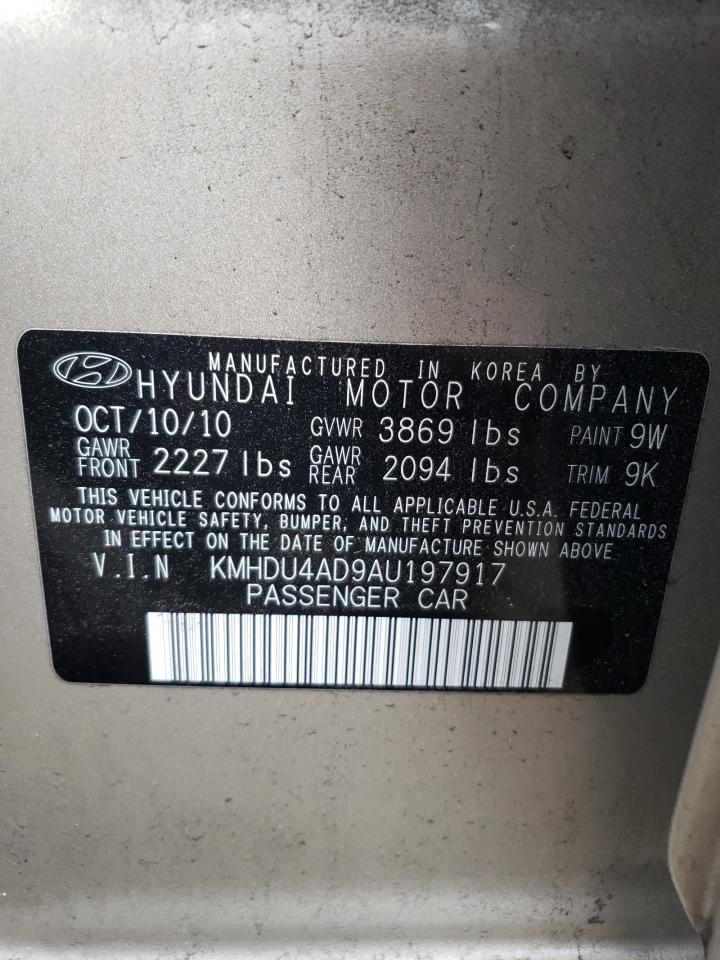 MANUFACTURED IN KOREA BY
HYUNDAI MOTOR COMPANY
OCT/10/10 GVWR 3869 lbs PAINT 9W
GAWR FRONT 2227 lbs GAWR REAR 2094 lbs TRIM 9K
THIS VEHICLE CONFORMS TO ALL APPLICABLE U.S.A. FEDERAL
MOTOR VEHICLE SAFETY, BUMPER, AND THEFT PREVENTION STANDARDS
IN EFFECT ON THE DATE OF MANUFACTURE SHOWN ABOVE
V.I.N KMHDU4AD9AU197917
PASSENGER CAR